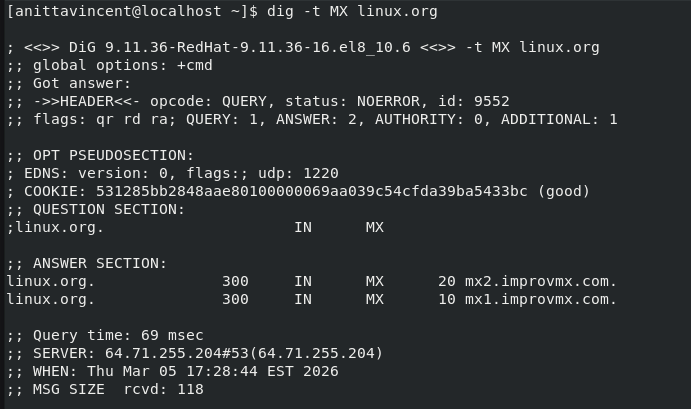 [anittavincent@localhost ~]$ dig -t MX linux.org
; <<>> DiG 9.11.36-RedHat-9.11.36-16.el8_10.6 <<>> -t MX linux.org
;; global options: +cmd
;; Got answer:
;; ->>HEADER<<- opcode: QUERY, status: NOERROR, id: 9552
;; flags: qr rd ra; QUERY: 1, ANSWER: 2, AUTHORITY: 0, ADDITIONAL: 1
;; OPT PSEUDOSECTION:
; EDNS: version: 0, flags:; udp: 1220
; COOKIE: 531285bb2848aae80100000069aa039c54cfda39ba5433bc (good)
;; QUESTION SECTION:
;linux.org. IN MX
;; ANSWER SECTION:
linux.org. 300 IN MX 20 mx2.improvmx.com.
linux.org. 300 IN MX 10 mx1.improvmx.com.
;; Query time: 69 msec
;; SERVER: 64.71.255.204#53(64.71.255.204)
;; WHEN: Thu Mar 05 17:28:44 EST 2026
;; MSG SIZE  rcvd: 118